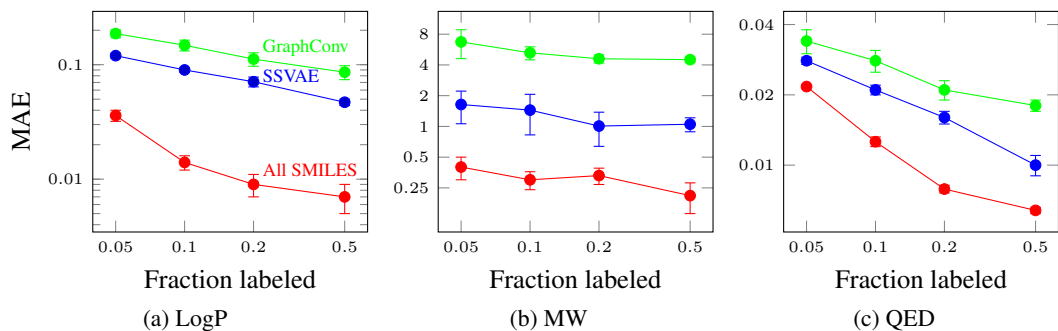 MAE
0.1
0.01
GraphConv
SSVAE
All SMILES
0.05 0.1 0.2 0.5
Fraction labeled
(a) LogP
8
4
2
1
0.5
0.25
0.05 0.1 0.2 0.5
Fraction labeled
(b) MW
0.04
0.02
0.01
0.05 0.1 0.2 0.5
Fraction labeled
(c) QED